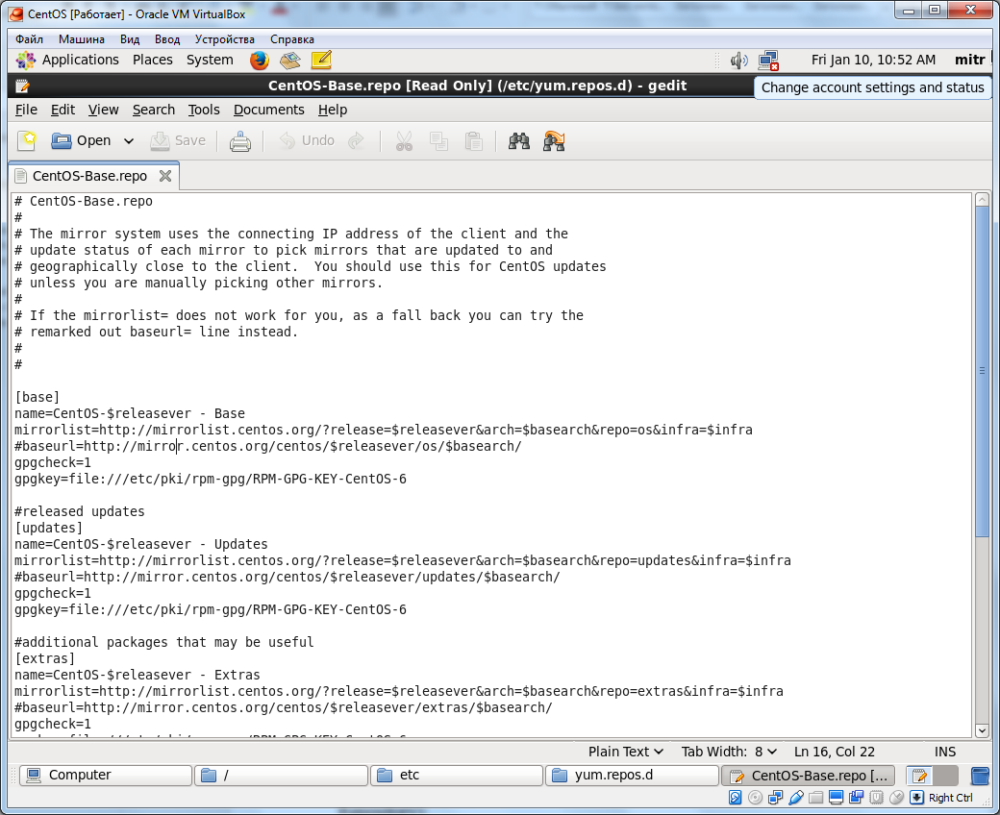 CentOS [Работает] - Oracle VM VirtualBox
Файл Машина Вид Ввод Устройства Справка
Applications Places System Fri Jan 10, 10:52 AM mitr
CentOS-Base.repo [Read Only] (/etc/yum.repos.d) - gedit
Change account settings and status
File Edit View Search Tools Documents Help
Open Save Undo
CentOS-Base.repo
# CentOS-Base.repo
#
# The mirror system uses the connecting IP address of the client and the
# update status of each mirror to pick mirrors that are updated to and
# geographically close to the client.  You should use this for CentOS updates
# unless you are manually picking other mirrors.
#
# If the mirrorlist= does not work for you, as a fall back you can try the
# remarked out baseurl= line instead.
#
#
[base]
name=CentOS-$releasever - Base
mirrorlist=http://mirrorlist.centos.org/?release=$releasever&arch=$basearch&repo=os&infra=$infra
#baseurl=http://mirror.centos.org/centos/$releasever/os/$basearch/
gpgcheck=1
gpgkey=file:///etc/pki/rpm-gpg/RPM-GPG-KEY-CentOS-6
#released updates
[updates]
name=CentOS-$releasever - Updates
mirrorlist=http://mirrorlist.centos.org/?release=$releasever&arch=$basearch&repo=updates&infra=$infra
#baseurl=http://mirror.centos.org/centos/$releasever/updates/$basearch/
gpgcheck=1
gpgkey=file:///etc/pki/rpm-gpg/RPM-GPG-KEY-CentOS-6
#additional packages that may be useful
[extras]
name=CentOS-$releasever - Extras
mirrorlist=http://mirrorlist.centos.org/?release=$releasever&arch=$basearch&repo=extras&infra=$infra
#baseurl=http://mirror.centos.org/centos/$releasever/extras/$basearch/
gpgcheck=1
Plain Text Tab Width: 8 Ln 16, Col 22 INS
Computer / etc yum.repos.d CentOS-Base.repo [...
Right Ctrl